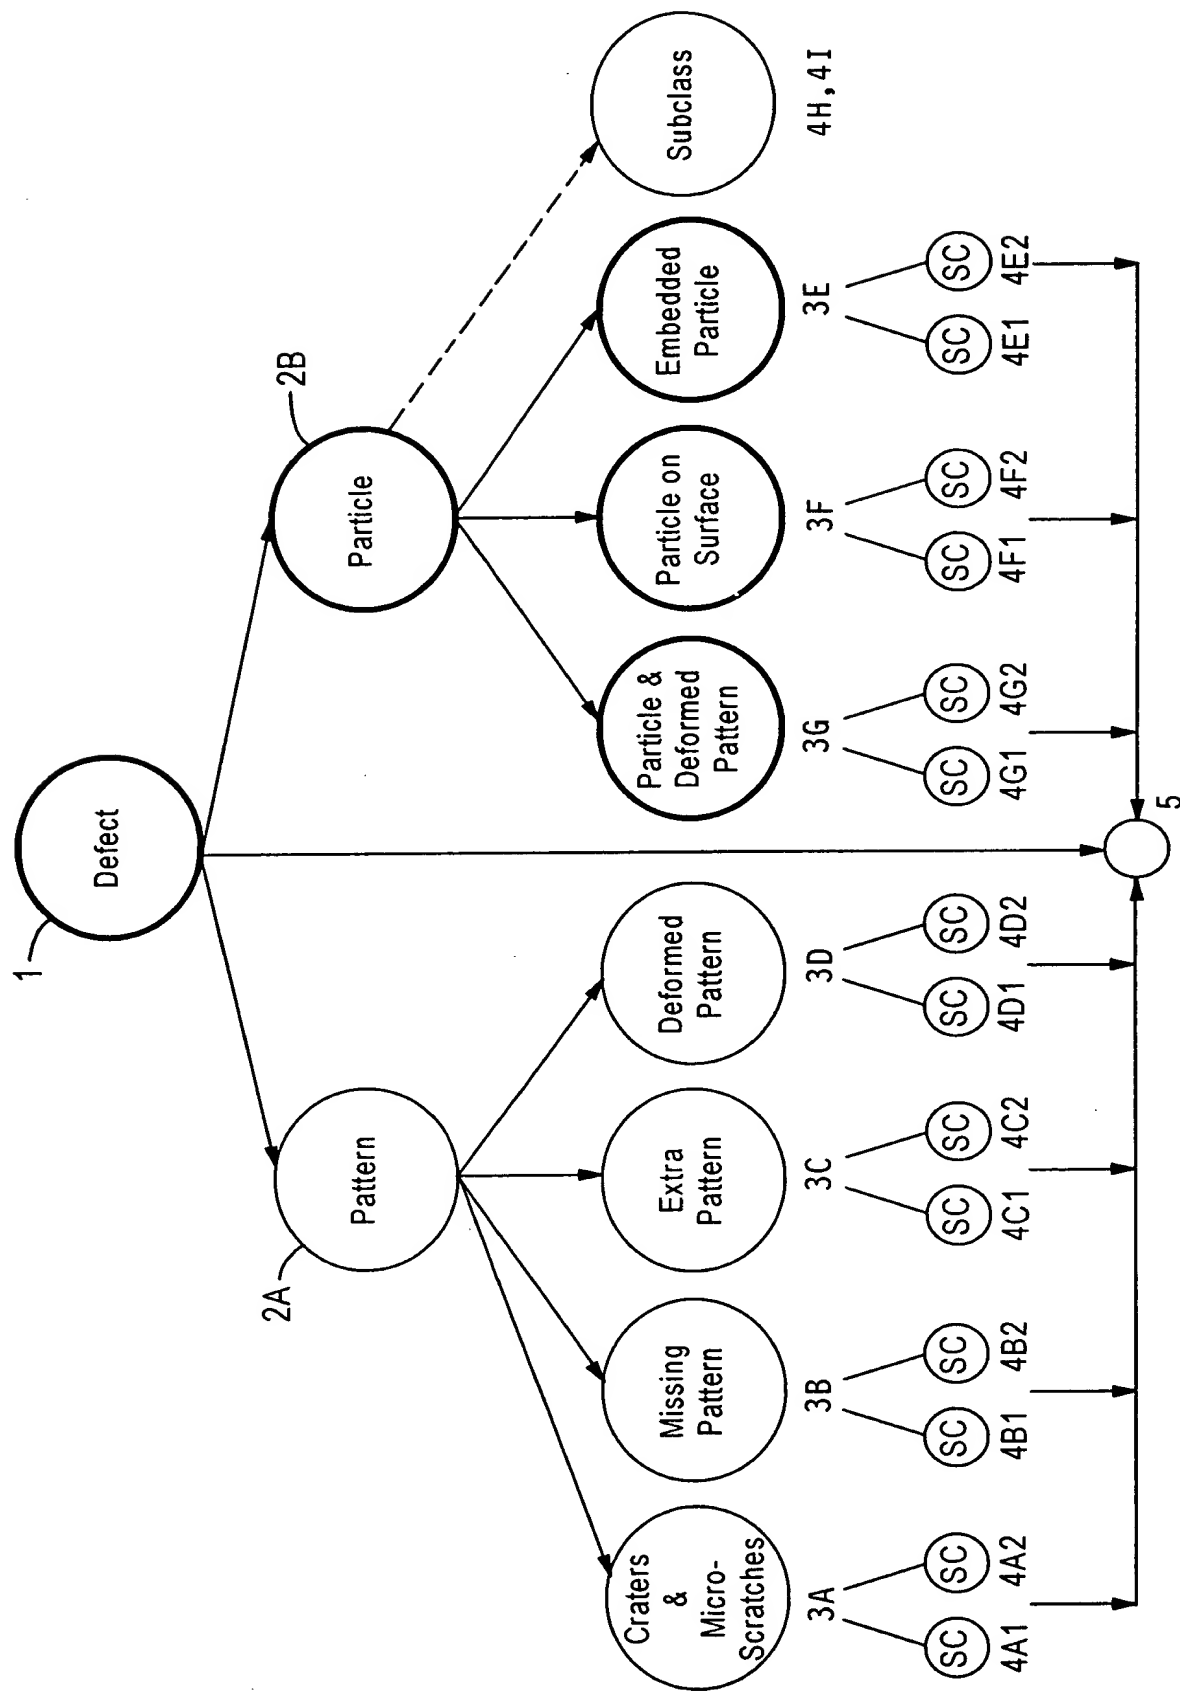 1
Defect
2A
Pattern
2B
Particle
Craters
&
Micro-
Scratches
Missing
Pattern
Extra
Pattern
Deformed
Pattern
Particle &
Deformed
Pattern
Particle on
Surface
Embedded
Particle
Subclass
3A
3B
3C
3D
3G
3F
3E
4H,4I
SC
SC
SC
SC
SC
SC
SC
SC
SC
SC
SC
SC
SC
SC
4A1
4A2
4B1
4B2
4C1
4C2
4D1
4D2
4G1
4G2
4F1
4F2
4E1
4E2
5